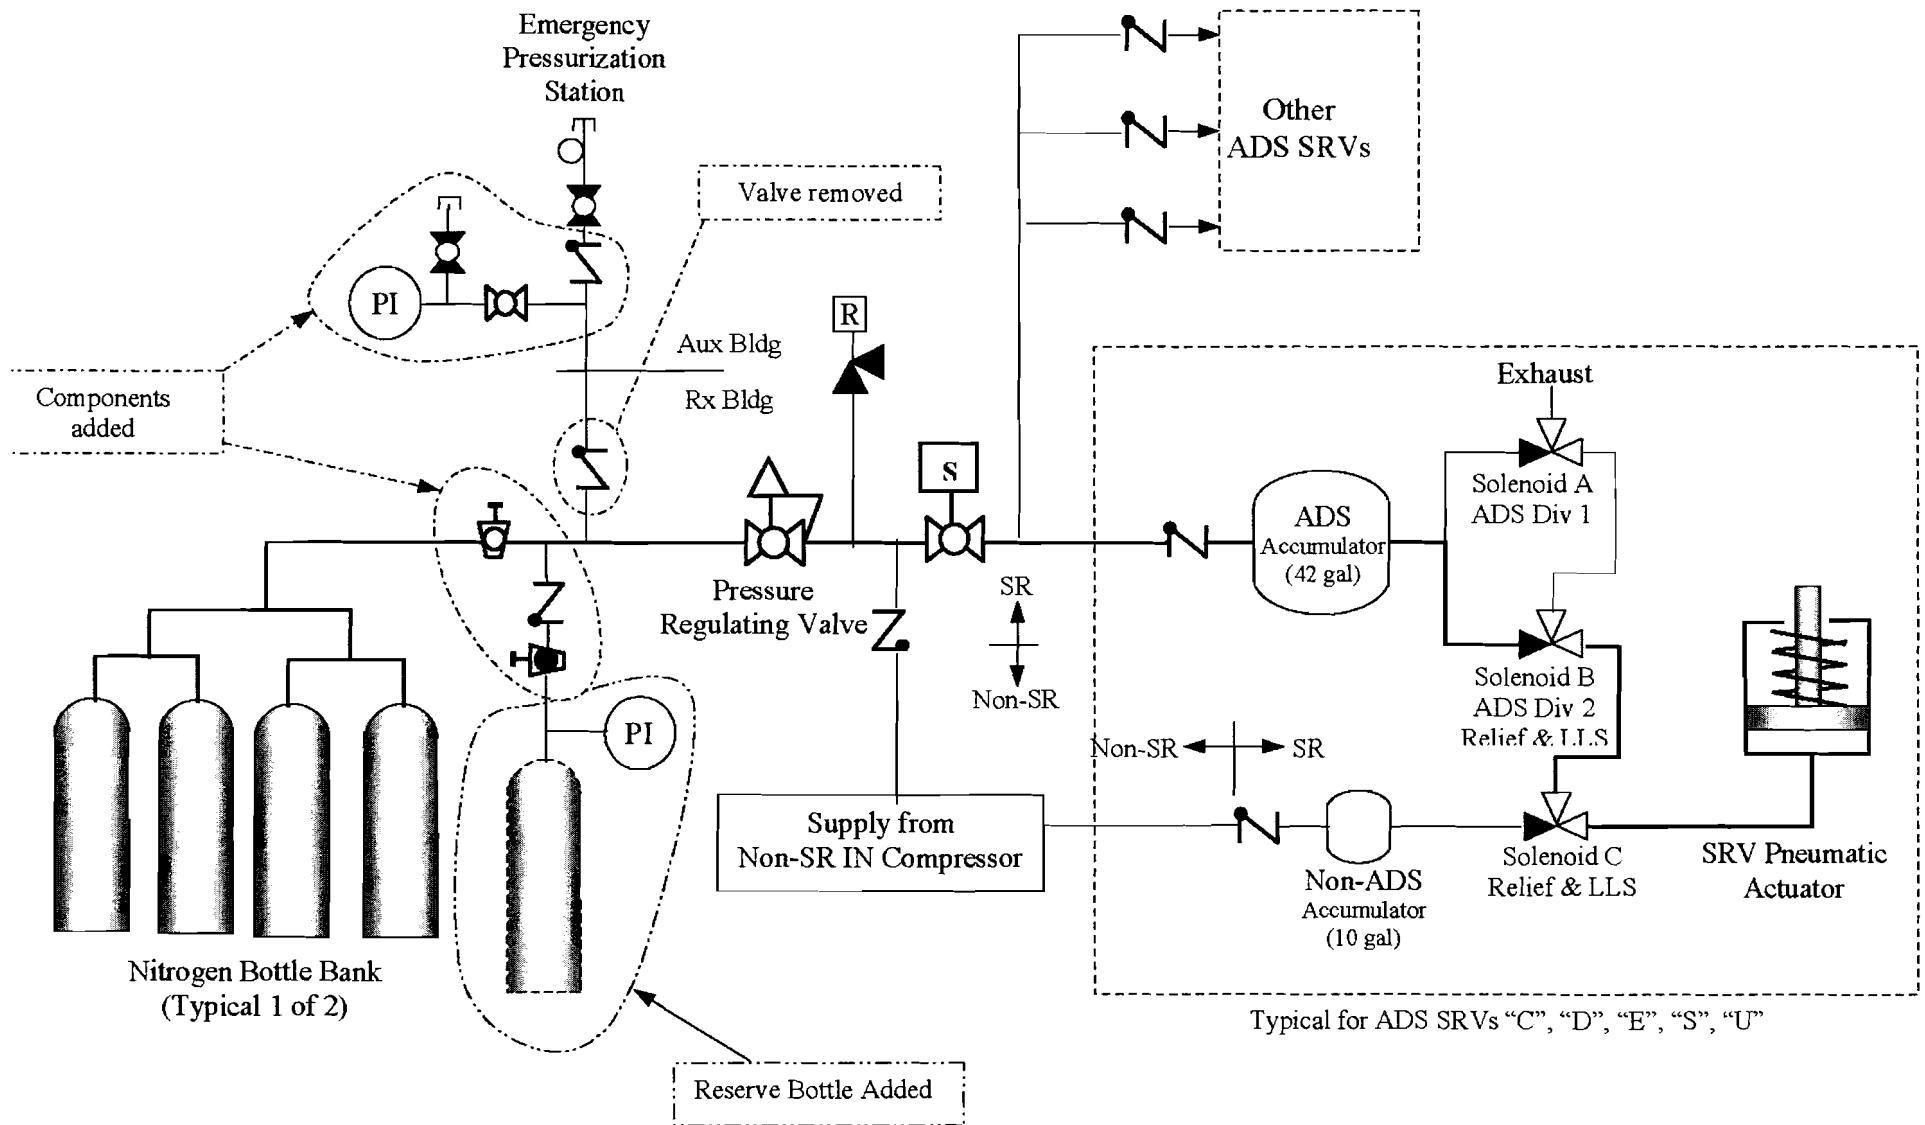 Emergency
Pressurization
Station
Valve removed
Other
ADS SRVs
PI
R
Aux Bldg
Rx Bldg
Components
added
Exhaust
S
Solenoid A
ADS Div 1
ADS
Accumulator
(42 gal)
Pressure
Regulating Valve
SR
Non-SR
Solenoid B
ADS Div 2
Relief & LLS
PI
Non-SR
SR
Supply from
Non-SR IN Compressor
Solenoid C
Relief & LLS
SRV Pneumatic
Actuator
Non-ADS
Accumulator
(10 gal)
Nitrogen Bottle Bank
(Typical 1 of 2)
Typical for ADS SRVs “C”, “D”, “E”, “S”, “U”
Reserve Bottle Added